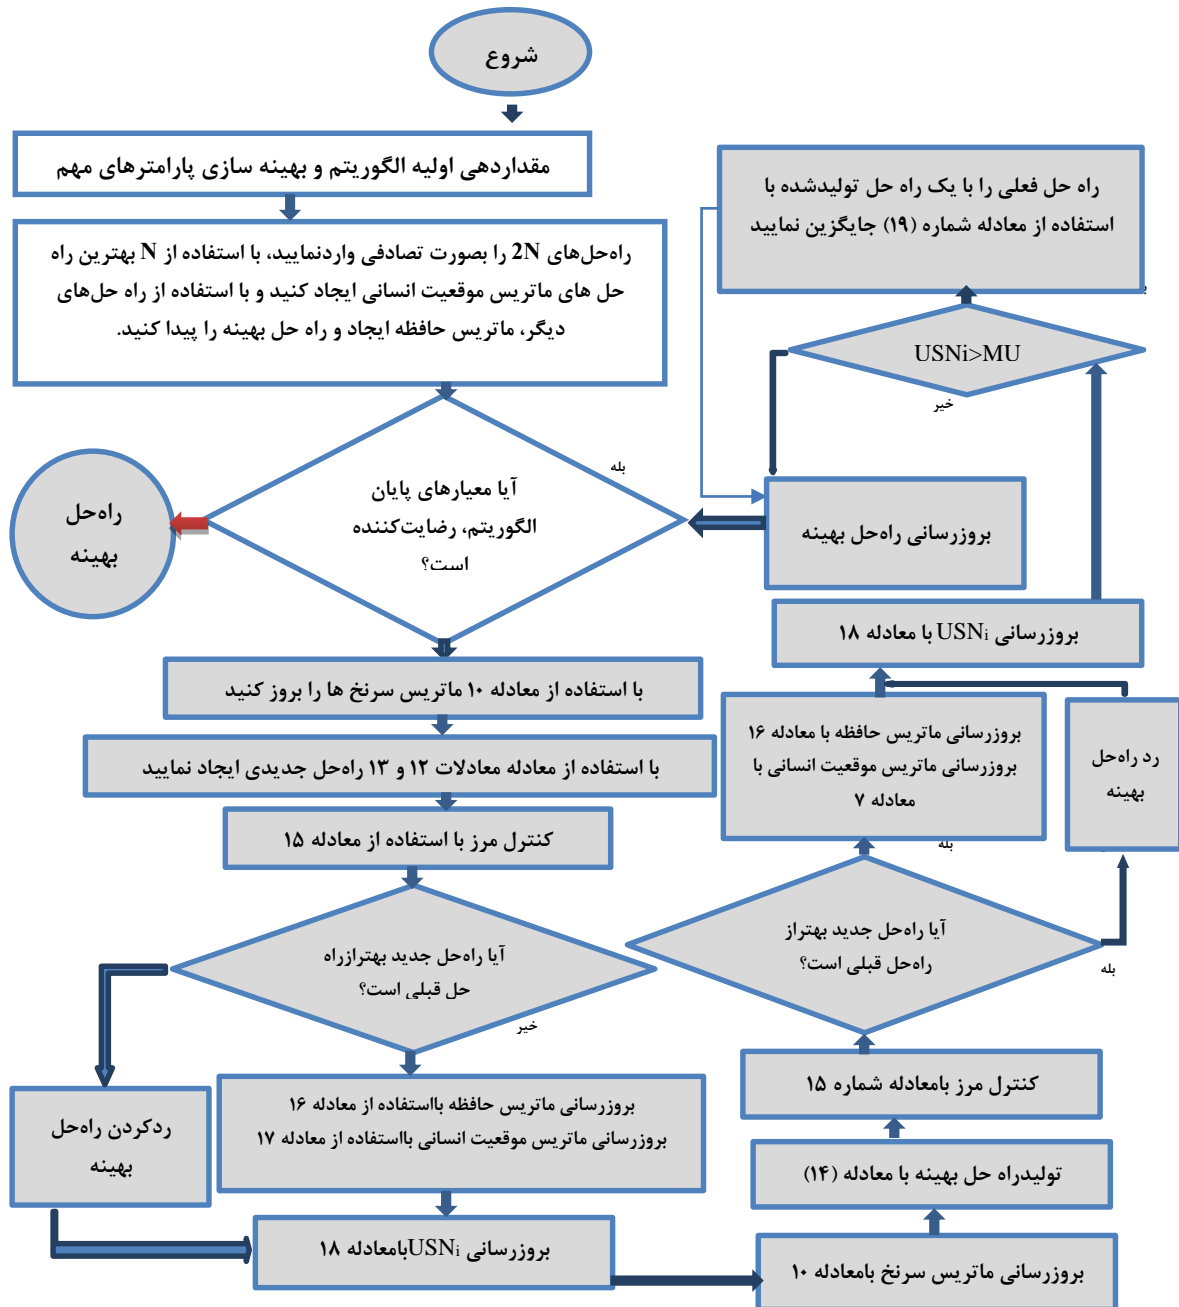 شروع
مقداردهی اولیه الگوریتم و بهینه سازی پارامترهای مهم
راه‌حل‌های 2N را بصورت تصادفی واردنمایید، با استفاده از N بهترین راه
حل های ماتریس موقعیت انسانی ایجاد کنید و با استفاده از راه حل‌های
دیگر، ماتریس حافظه ایجاد و راه حل بهینه را پیدا کنید.
بله
آیا معیارهای پایان
الگوریتم، رضایت‌کننده
است؟
راه‌حل
بهینه
با استفاده از معادله ۱۰ ماتریس سرنخ ها را بروز کنید
با استفاده از معادله معادلات ۱۲ و ۱۳ راه‌حل جدیدی ایجاد نمایید
کنترل مرز با استفاده از معادله ۱۵
آیا راه‌حل جدید بهترازراه
حل قبلی است؟
خیر
ردکردن راه‌حل
بهینه
بروزرسانی ماتریس حافظه بااستفاده از معادله ۱۶
بروزرسانی ماتریس موقعیت انسانی بااستفاده از معادله ۱۷
بروزرسانی USNiبامعادله ۱۸
بروزرسانی ماتریس سرنخ بامعادله ۱۰
تولیدراه حل بهینه با معادله (۱۴)
کنترل مرز بامعادله شماره ۱۵
آیا راه‌حل جدید بهتراز
راه‌حل قبلی است؟
بله
بله
رد راه‌حل
بهینه
بروزرسانی ماتریس حافظه با معادله ۱۶
بروزرسانی ماتریس موقعیت انسانی با
معادله ۷
بروزرسانی USNi با معادله ۱۸
USNi>MU
خیر
راه حل فعلی را با یک راه حل تولیدشده با
استفاده از معادله شماره (۱۹) جایگزین نمایید
بروزرسانی راه‌حل بهینه